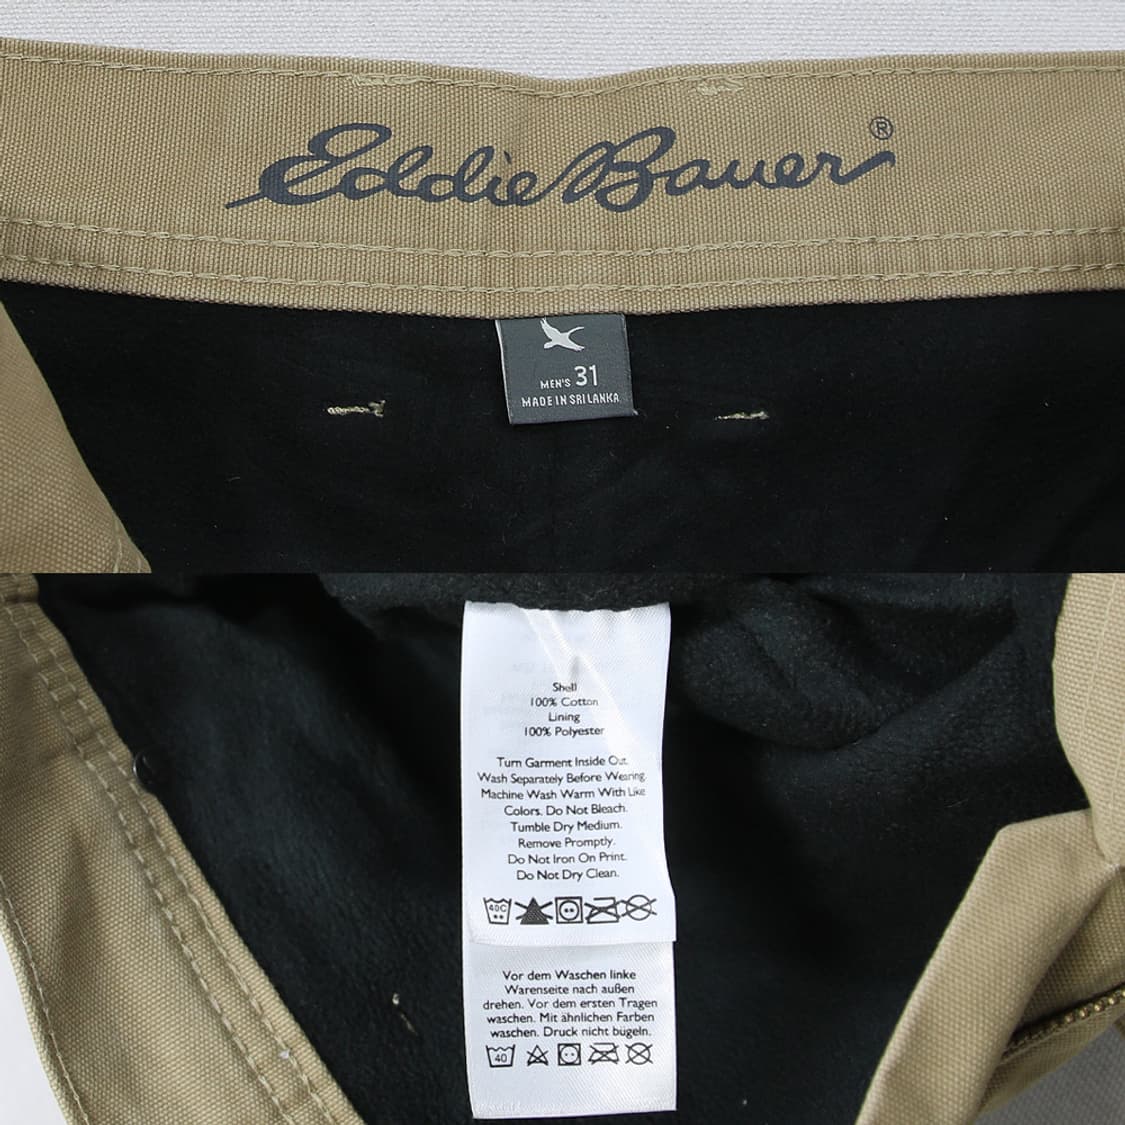 Eddie Bauer®
MEN'S 31
MADE IN SRI LANKA
Shell
100% Cotton
Lining
100% Polyester
Turn Garment Inside Out.
Wash Separately Before Wearing.
Machine Wash Warm With Like
Colors. Do Not Bleach.
Tumble Dry Medium.
Remove Promptly.
Do Not Iron On Print.
Do Not Dry Clean.
40C
Vor dem Waschen linke
Warenseite nach außen
drehen. Vor dem ersten Tragen
waschen. Mit ähnlichen Farben
waschen. Druck nicht bügeln.
40